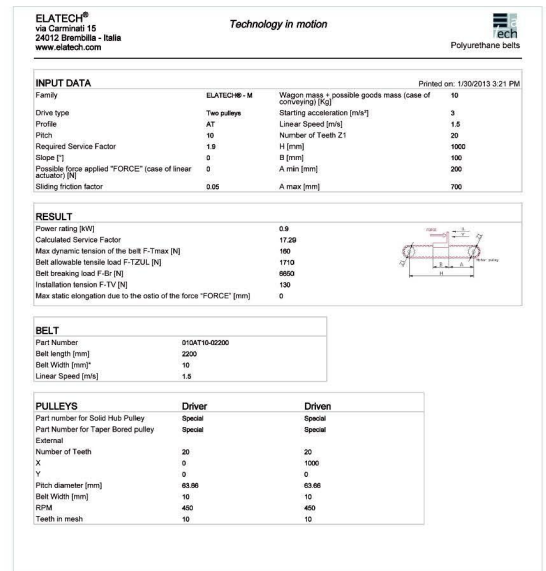 ELATECH®
via Carminati 15
24012 Brembilla - Italia
www.elatech.com
Technology in motion
Tech
Polyurethane belts
INPUT DATA
Printed on: 1/30/2013 3:21 PM
Family ELATECH® - M Wagon mass + possible goods mass (case of conveying) [Kg] 10
Drive type Two pulleys Starting acceleration [m/s²] 3
Profile AT Linear Speed [m/s] 1.5
Pitch 10 Number of Teeth Z1 20
Required Service Factor 1.9 H [mm] 1000
Slope [°] 0 B [mm] 100
Possible force applied "FORCE" (case of linear actuator) [N] 0 A min [mm] 200
Sliding friction factor 0.05 A max [mm] 700
RESULT
Power rating [kW] 0.9
Calculated Service Factor 17.29
Max dynamic tension of the belt F-Tmax [N] 160
Belt allowable tensile load F-TZUL [N] 1710
Belt breaking load F-Br [N] 6650
Installation tension F-TV [N] 130
Max static elongation due to the ostio of the force "FORCE" [mm] 0
B A
H
BELT
Part Number 010AT10-02200
Belt length [mm] 2200
Belt Width [mm]* 10
Linear Speed [m/s] 1.5
PULLEYS Driver Driven
Part number for Solid Hub Pulley Special Special
Part Number for Taper Bored pulley Special Special
External
Number of Teeth 20 20
X 0 1000
Y 0 0
Pitch diameter [mm] 63.66 63.66
Belt Width [mm] 10 10
RPM 450 450
Teeth in mesh 10 10